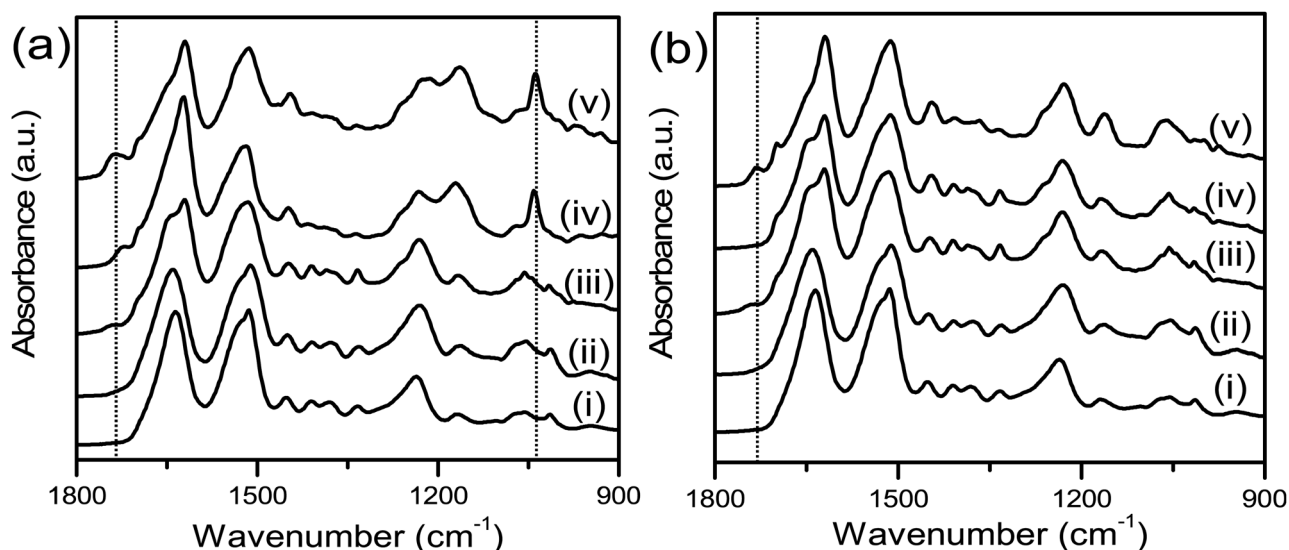 (a)
(v)
(iv)
(iii)
(ii)
(i)
1800
1500
1200
900
Wavenumber (cm⁻¹)
Absorbance (a.u.)
(b)
(v)
(iv)
(iii)
(ii)
(i)
1800
1500
1200
900
Wavenumber (cm⁻¹)
Absorbance (a.u.)